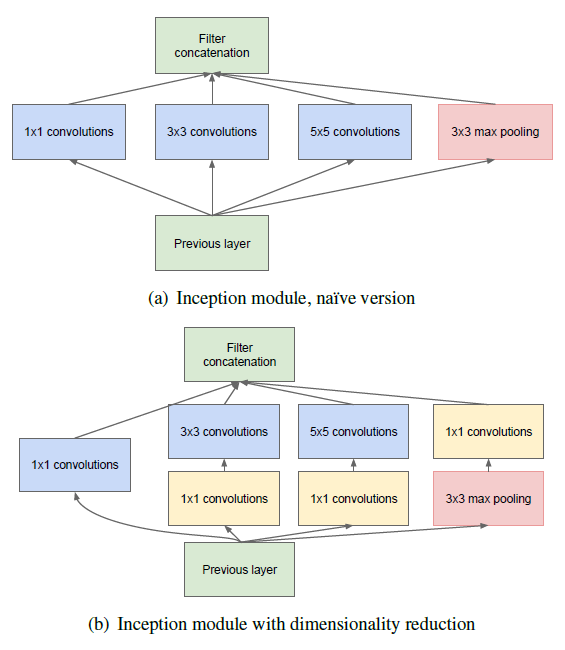 Filter
concatenation
1x1 convolutions
3x3 convolutions
5x5 convolutions
3x3 max pooling
Previous layer
(a) Inception module, naïve version
Filter
concatenation
3x3 convolutions
5x5 convolutions
1x1 convolutions
1x1 convolutions
1x1 convolutions
1x1 convolutions
3x3 max pooling
Previous layer
(b) Inception module with dimensionality reduction